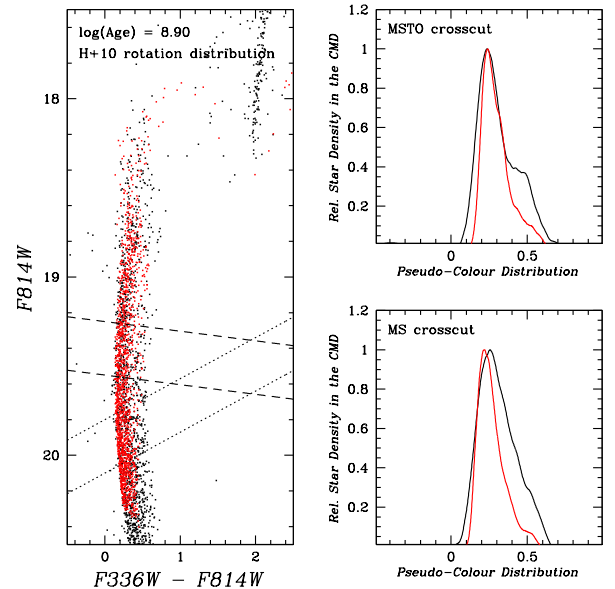 log(Age) = 8.90
H+10 rotation distribution
18
19
20
F814W
0
1
2
F336W − F814W
MSTO crosscut
1.2
1
0.8
0.6
0.4
0.2
Rel. Star Density in the CMD
0
0.5
Pseudo-Colour Distribution
MS crosscut
1.2
1
0.8
0.6
0.4
0.2
Rel. Star Density in the CMD
0
0.5
Pseudo-Colour Distribution